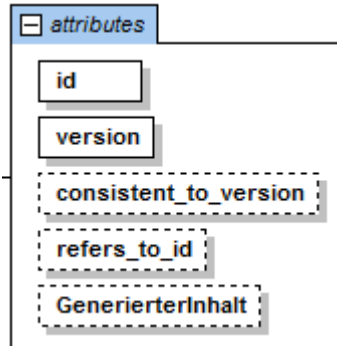 attributes
id
version
consistent_to_version
refers_to_id
GenerierterInhalt